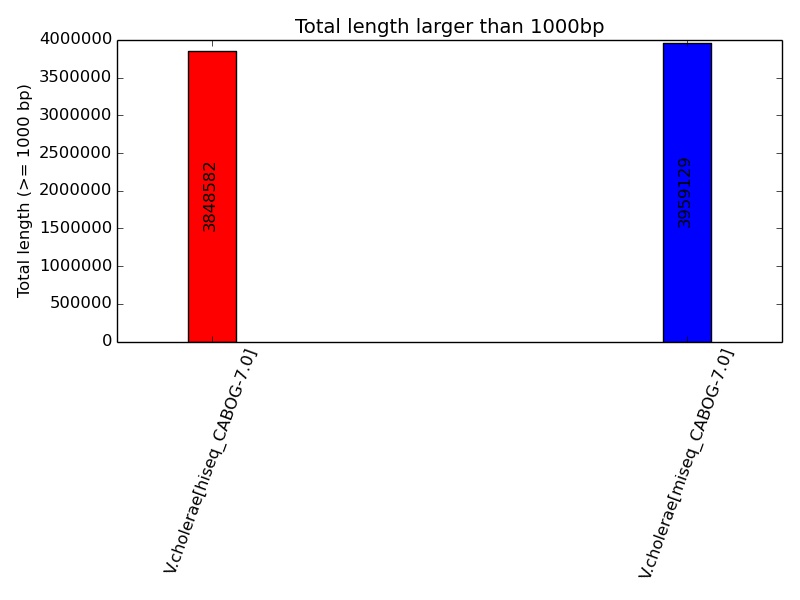 Total length larger than 1000bp
Total length (>= 1000 bp)
4000000
3500000
3000000
2500000
2000000
1500000
1000000
500000
0
3848582
3959129
V.cholerae[hiseq_CABOG-7.0]
V.cholerae[miseq_CABOG-7.0]